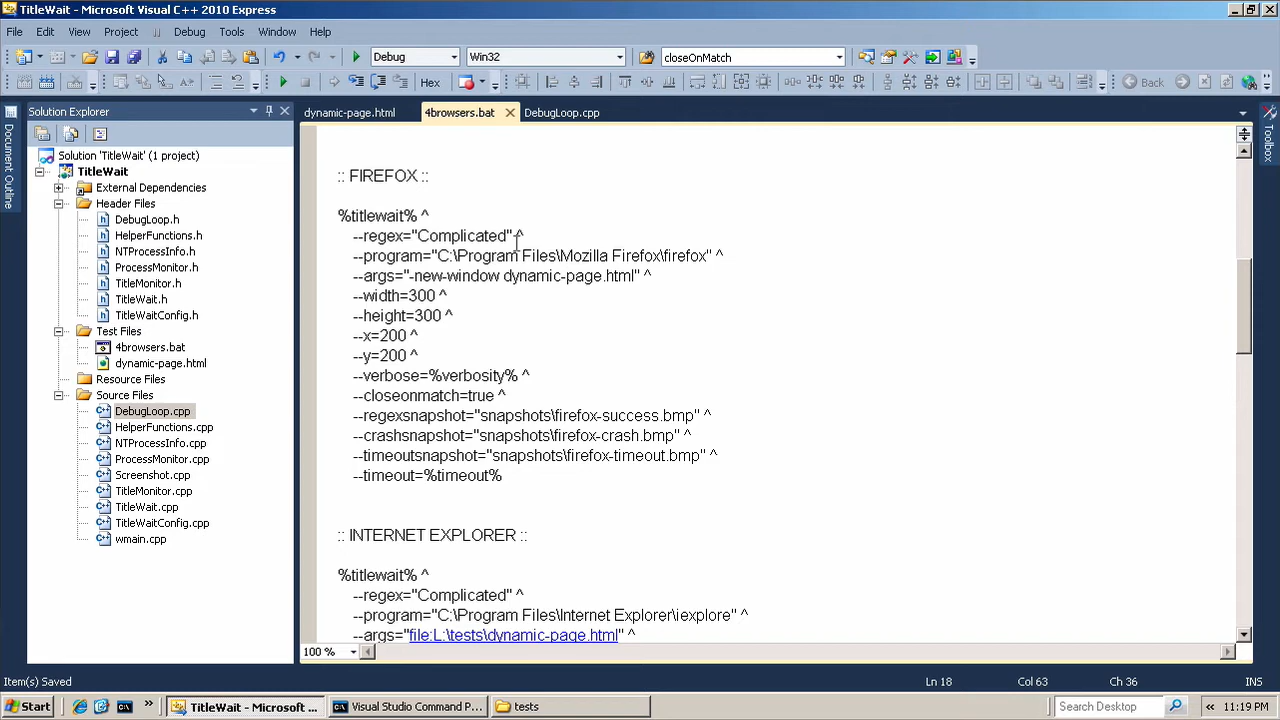 TitleWait - Microsoft Visual C++ 2010 Express
File Edit View Project Debug Tools Window Help
Debug Win32 closeOnMatch
Hex Back
Solution Explorer
dynamic-page.html 4browsers.bat DebugLoop.cpp
Document Outline
Toolbox
Solution 'TitleWait' (1 project)
TitleWait
External Dependencies
Header Files
DebugLoop.h
HelperFunctions.h
NTProcessInfo.h
ProcessMonitor.h
TitleMonitor.h
TitleWait.h
TitleWaitConfig.h
Test Files
4browsers.bat
dynamic-page.html
Resource Files
Source Files
DebugLoop.cpp
HelperFunctions.cpp
NTProcessInfo.cpp
ProcessMonitor.cpp
Screenshot.cpp
TitleMonitor.cpp
TitleWait.cpp
TitleWaitConfig.cpp
wmain.cpp
:: FIREFOX ::
%titlewait% ^
--regex="Complicated" ^
--program="C:\Program Files\Mozilla Firefox\firefox" ^
--args="-new-window dynamic-page.html" ^
--width=300 ^
--height=300 ^
--x=200 ^
--y=200 ^
--verbose=%verbosity% ^
--closeonmatch=true ^
--regexsnapshot="snapshots\firefox-success.bmp" ^
--crashsnapshot="snapshots\firefox-crash.bmp" ^
--timeoutsnapshot="snapshots\firefox-timeout.bmp" ^
--timeout=%timeout%
:: INTERNET EXPLORER ::
%titlewait% ^
--regex="Complicated" ^
--program="C:\Program Files\Internet Explorer\iexplore" ^
--args="file:L:\tests\dynamic-page.html" ^
100 %
Item(s) Saved Ln 18 Col 63 Ch 36 INS
Start TitleWait - Microsoft ... Visual Studio Command P... tests Search Desktop 11:19 PM